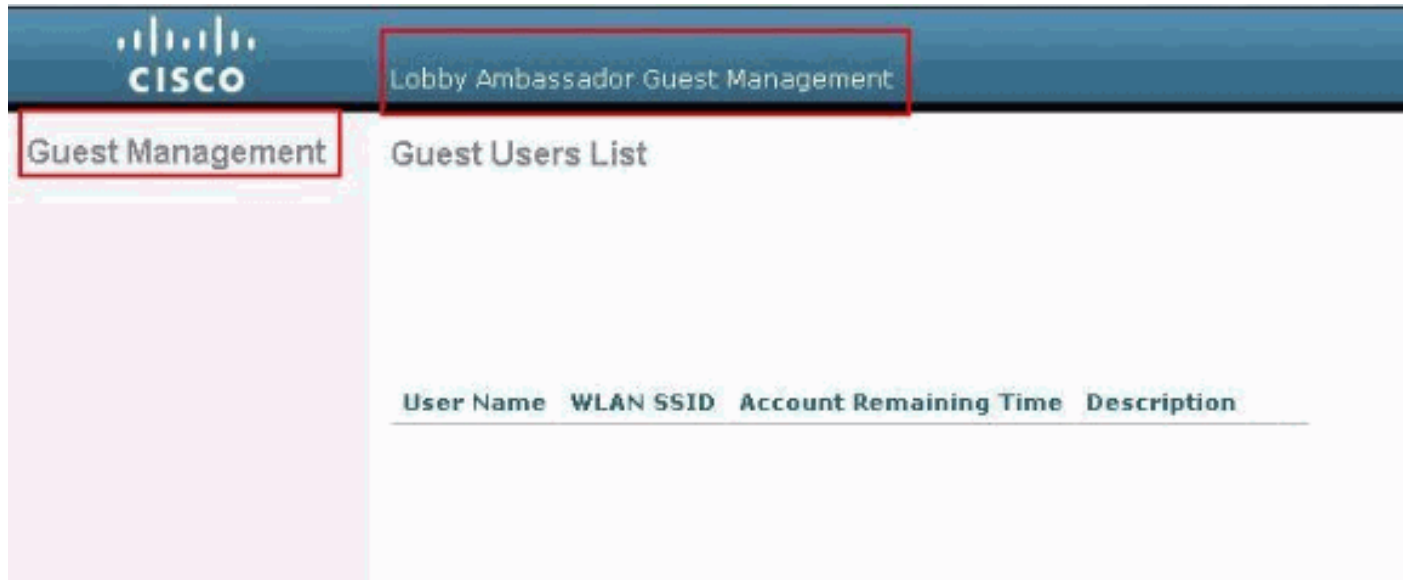 CISCO
Lobby Ambassador Guest Management
Guest Management
Guest Users List
User Name WLAN SSID Account Remaining Time Description